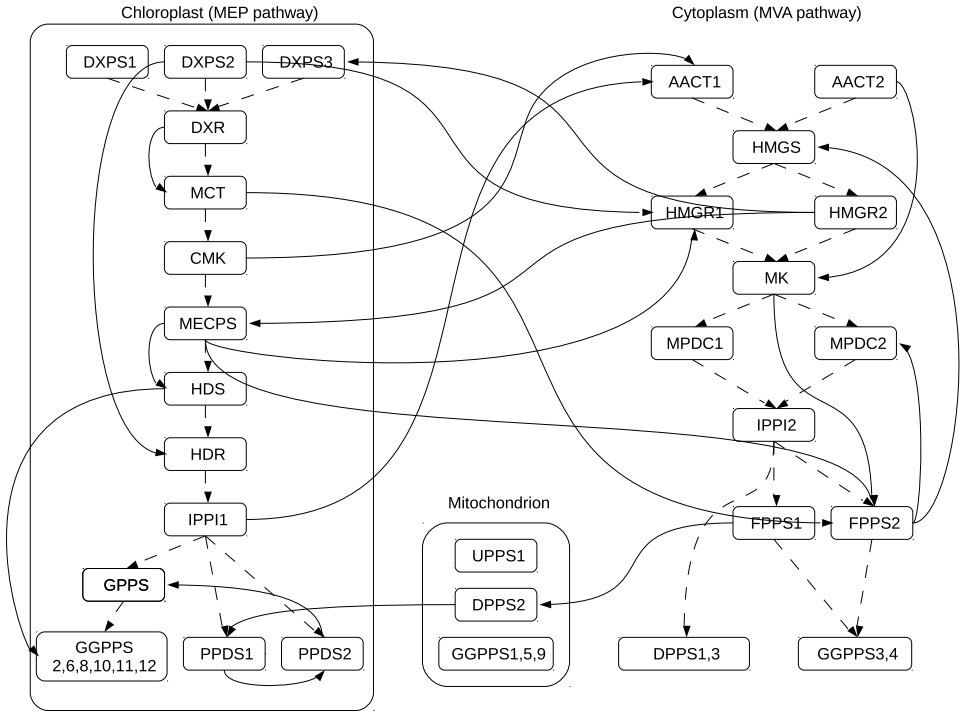 Chloroplast (MEP pathway)
Cytoplasm (MVA pathway)
DXPS1
DXPS2
DXPS3
DXR
MCT
CMK
MECPS
HDS
HDR
IPPI1
GPPS
GGPPS
2,6,8,10,11,12
PPDS1
PPDS2
Mitochondrion
UPPS1
DPPS2
GGPPS1,5,9
AACT1
AACT2
HMGS
HMGR1
HMGR2
MK
MPDC1
MPDC2
IPPI2
FPPS1
FPPS2
DPPS1,3
GGPPS3,4